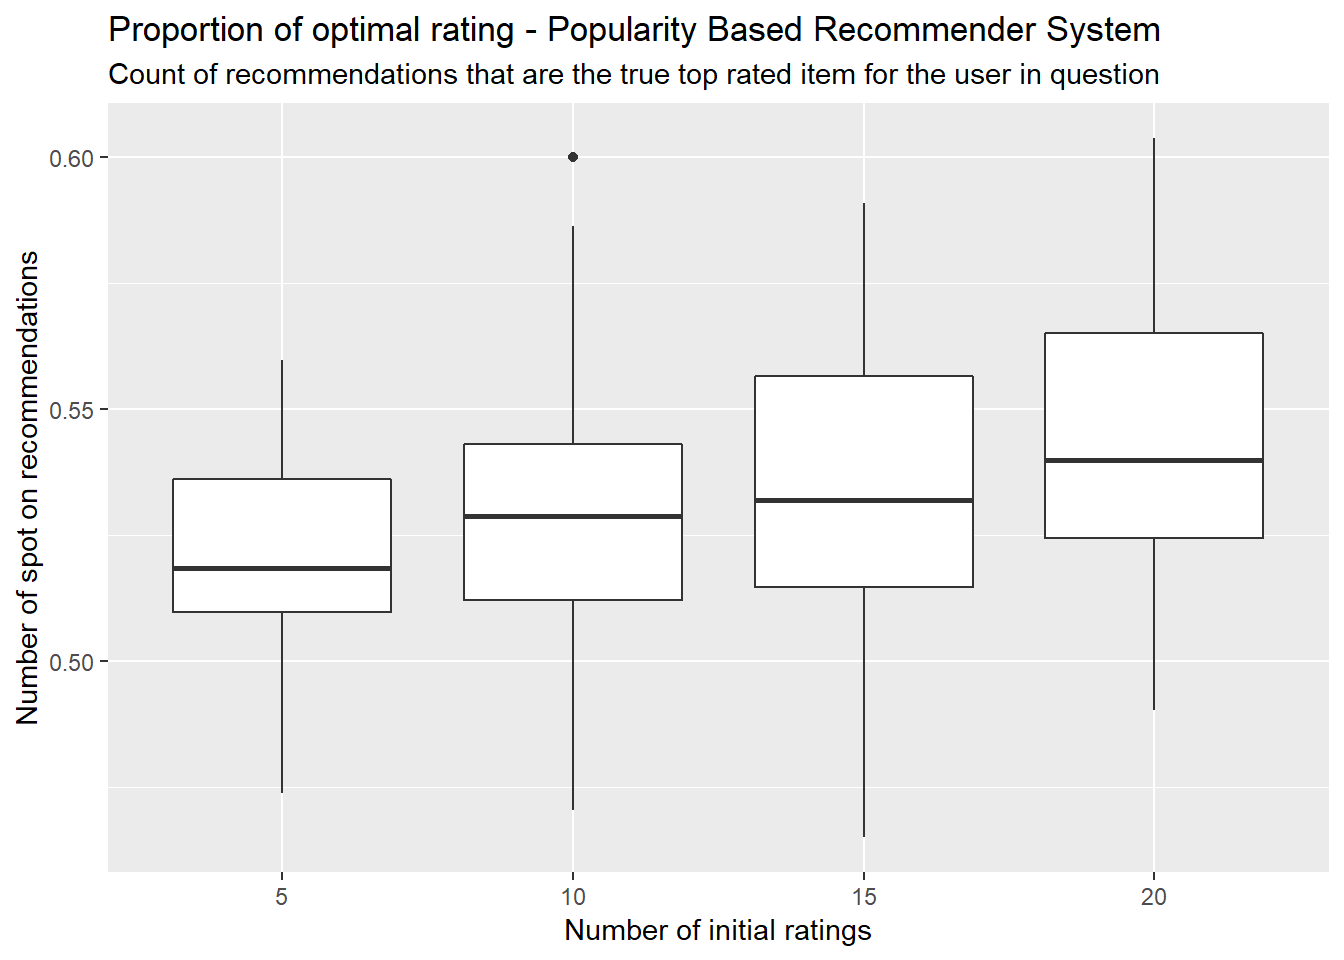 Proportion of optimal rating - Popularity Based Recommender System
Count of recommendations that are the true top rated item for the user in question
Number of spot on recommendations
0.60
0.55
0.50
5
10
15
20
Number of initial ratings